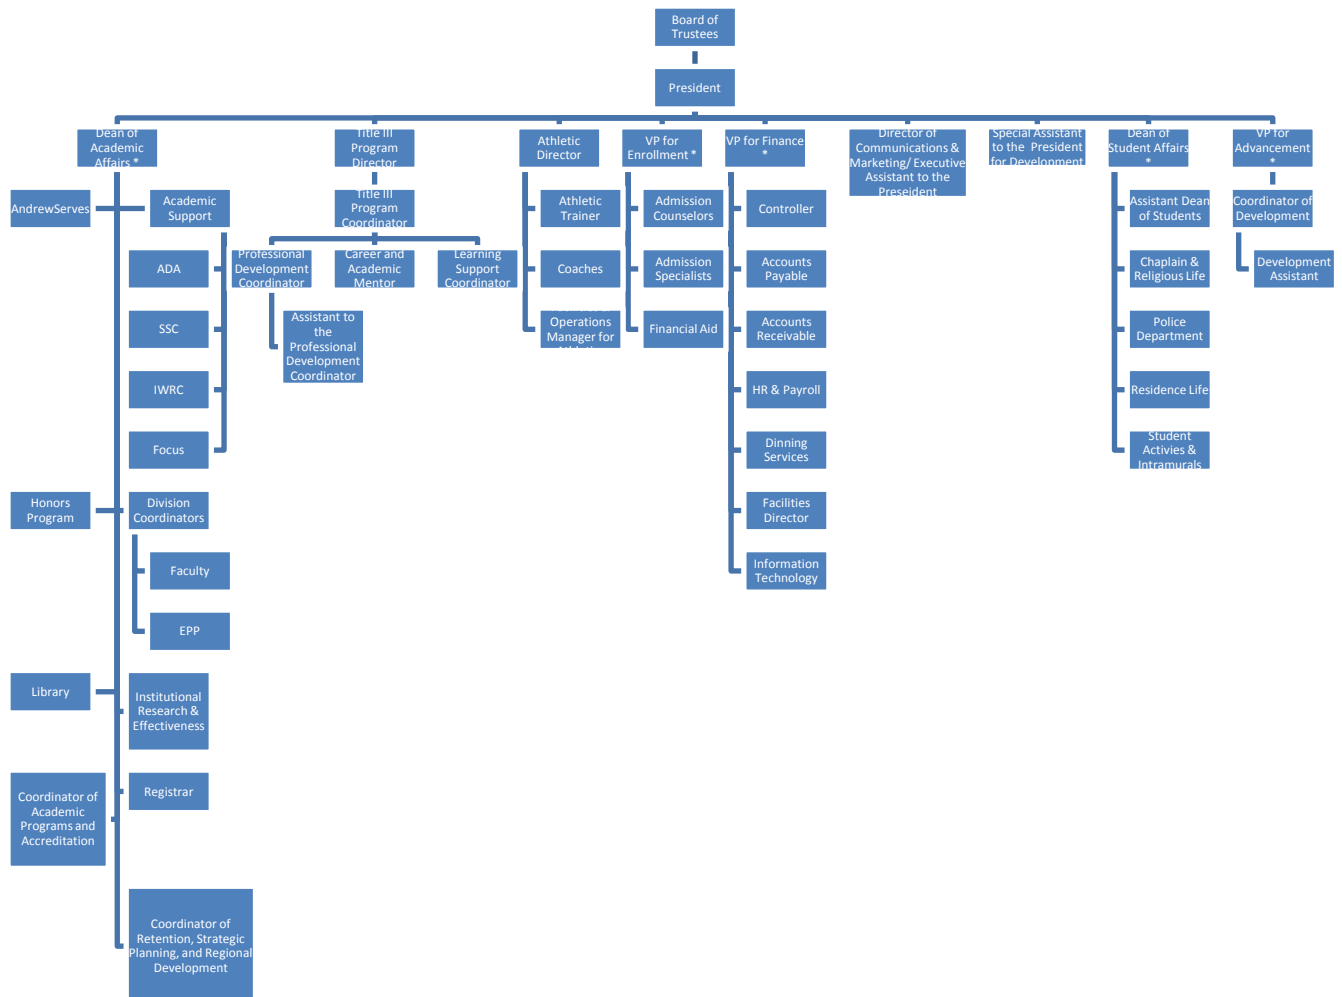 Board of
Trustees
President
Dean of
Academic
Affairs *
Title III
Program
Director
Athletic
Director
VP for
Enrollment *
VP for Finance
*
Director of
Communications &
Marketing/ Executive
Assistant to the
Preseident
Special Assistant
to the President
for Development
Dean of
Student Affairs
*
VP for
Advancement
*
AndrewServes
Academic
Support
ADA
SSC
IWRC
Focus
Honors
Program
Division
Coordinators
Faculty
EPP
Library
Institutional
Research &
Effectiveness
Registrar
Coordinator of
Academic
Programs and
Accreditation
Coordinator of
Retention, Strategic
Planning, and Regional
Development
Title III
Program
Coordinator
Professional
Development
Coordinator
Assistant to
the
Professional
Development
Coordinator
Career and
Academic
Mentor
Learning
Support
Coordinator
Athletic
Trainer
Coaches
Operations
Manager for
Admission
Counselors
Admission
Specialists
Financial Aid
Controller
Accounts
Payable
Accounts
Receivable
HR & Payroll
Dinning
Services
Facilities
Director
Information
Technology
Assistant Dean
of Students
Chaplain &
Religious Life
Police
Department
Residence Life
Student
Activies &
Intramurals
Coordinator of
Development
Development
Assistant